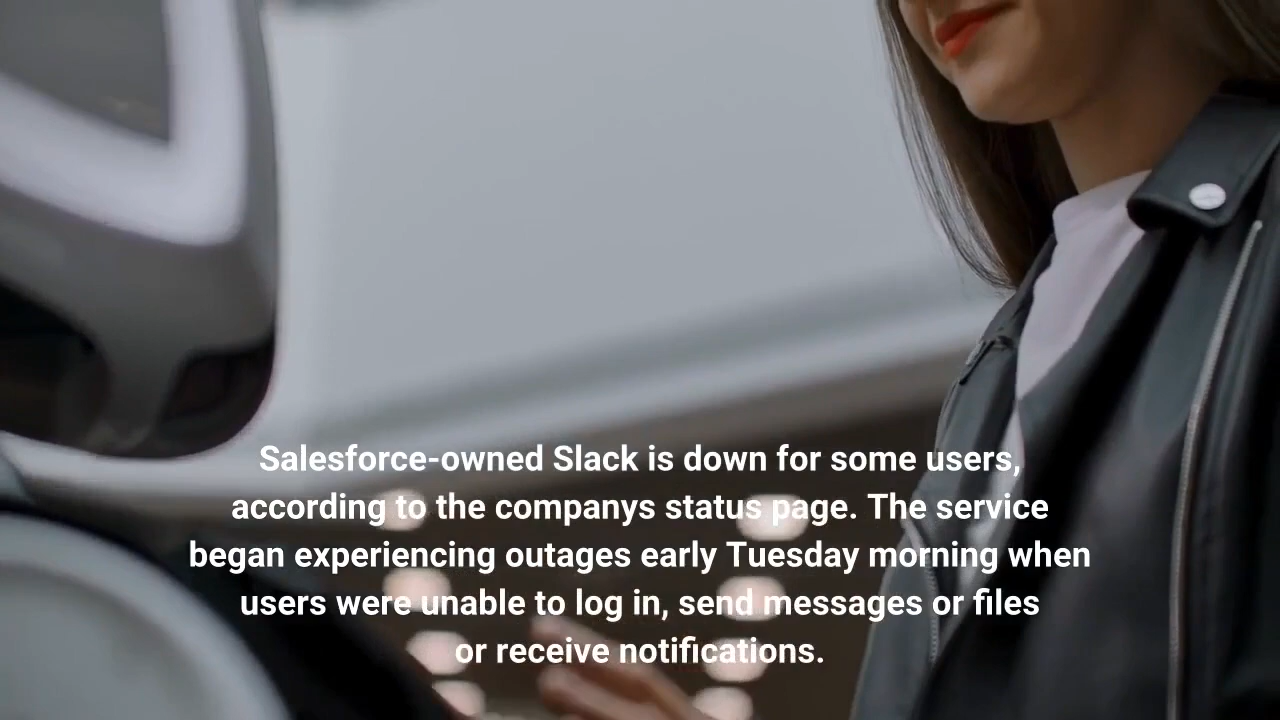 Salesforce-owned Slack is down for some users,
according to the companys status page. The service
began experiencing outages early Tuesday morning when
users were unable to log in, send messages or files
or receive notifications.